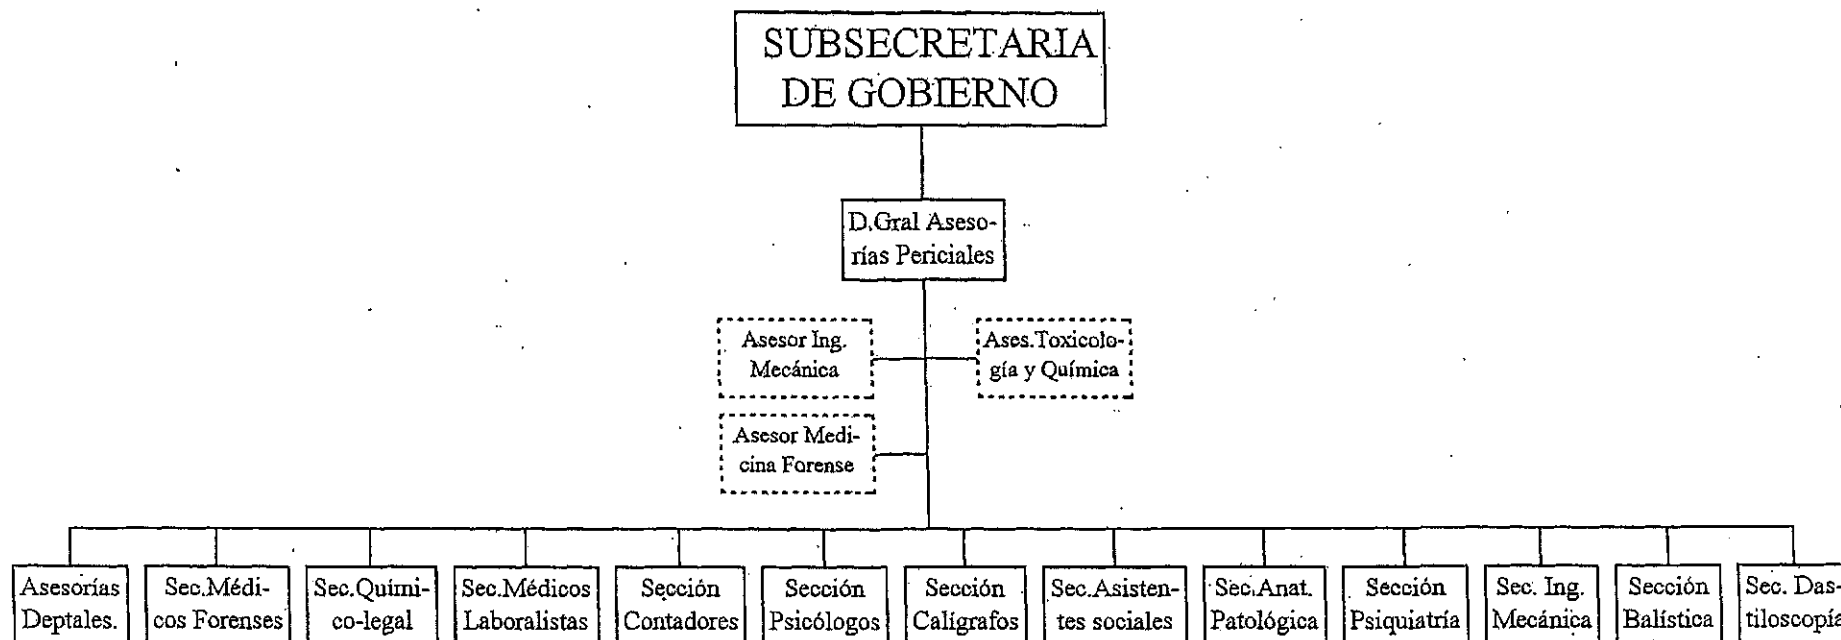 SUBSECRETARIA
DE GOBIERNO
D.Gral Aseso-
rías Periciales
Asesor Ing.
Mecánica
Ases.Toxicolo-
gía y Química
Asesor Medi-
cina Forense
Asesorías
Deptales.
Sec.Médi-
cos Forenses
Sec.Quími-
co-legal
Sec.Médicos
Laboralistas
Sección
Contadores
Sección
Psicólogos
Sección
Calígrafos
Sec.Asisten-
tes sociales
Sec.Anat.
Patológica
Sección
Psiquiatría
Sec. Ing.
Mecánica
Sección
Balística
Sec. Das-
tiloscopía